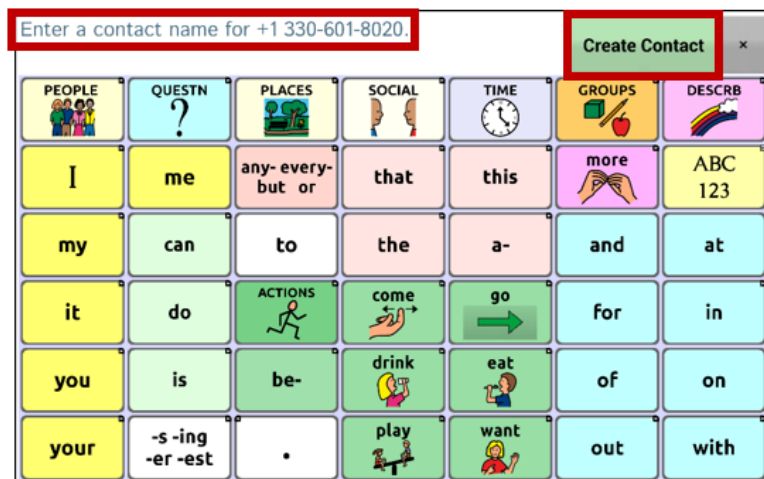 Enter a contact name for +1 330-601-8020.
Create Contact
×
PEOPLE QUESTN PLACES SOCIAL TIME GROUPS DESCRB
?
I me any- every- that this more ABC
but or 123
my can to the a- and at
it do ACTIONS come go for in
you is be- drink eat of on
your -s -ing . play want out with
-er -est